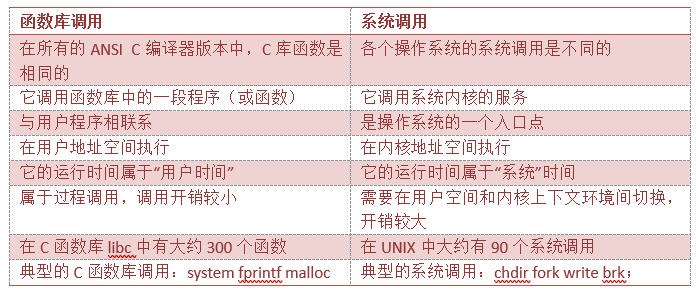 函数库调用 系统调用
在所有的 ANSI C 编译器版本中，C 库函数是 各个操作系统的系统调用是不同的
相同的
它调用函数库中的一段程序（或函数） 它调用系统内核的服务
与用户程序相联系 是操作系统的一个入口点
在用户地址空间执行 在内核地址空间执行
它的运行时间属于“用户时间” 它的运行时间属于“系统”时间
属于过程调用，调用开销较小 需要在用户空间和内核上下文环境间切换，
开销较大
在 C 函数库 libc 中有大约 300 个函数 在 UNIX 中大约有 90 个系统调用
典型的 C 函数库调用：system fprintf malloc 典型的系统调用：chdir fork write brk；